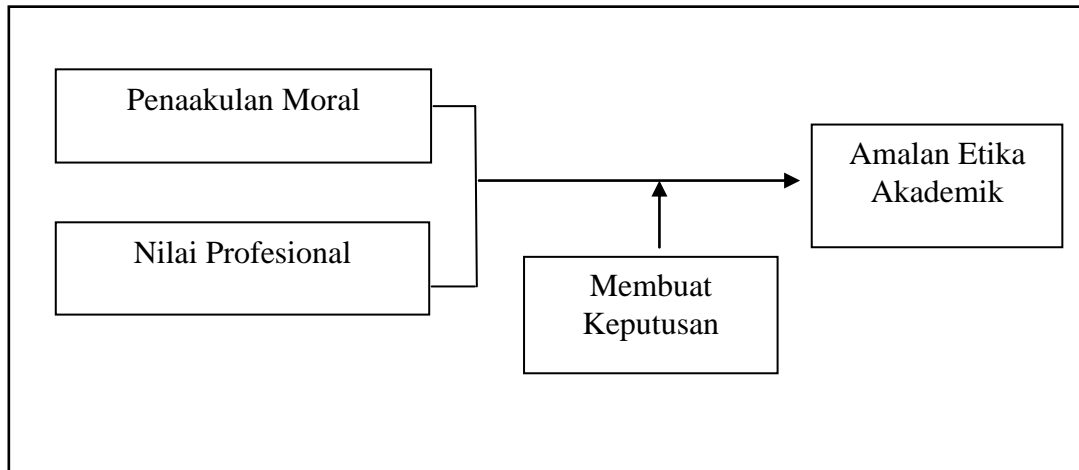 Penaakulan Moral
Nilai Profesional
Membuat
Keputusan
Amalan Etika
Akademik